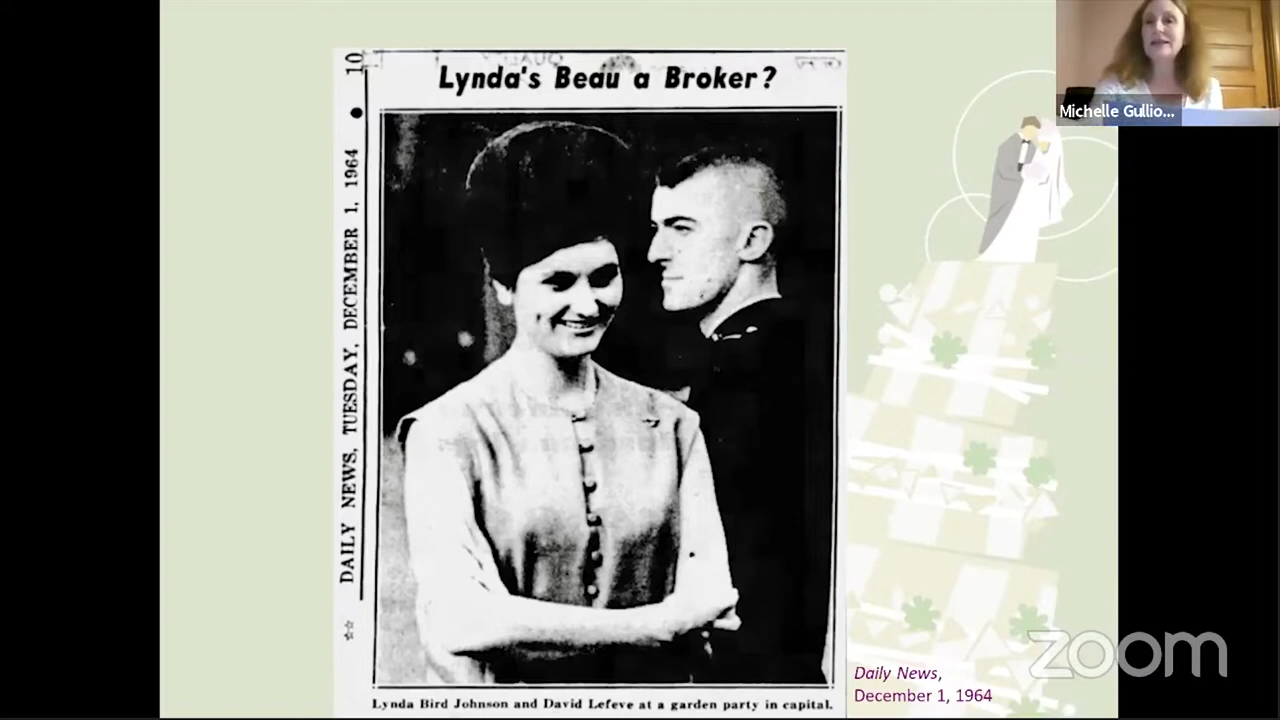 10
DAILY NEWS, TUESDAY, DECEMBER 1, 1964
Lynda's Beau a Broker?
Lynda Bird Johnson and David Lefeve at a garden party in capital.
Daily News,
December 1, 1964
Michelle Gullio...
zoom